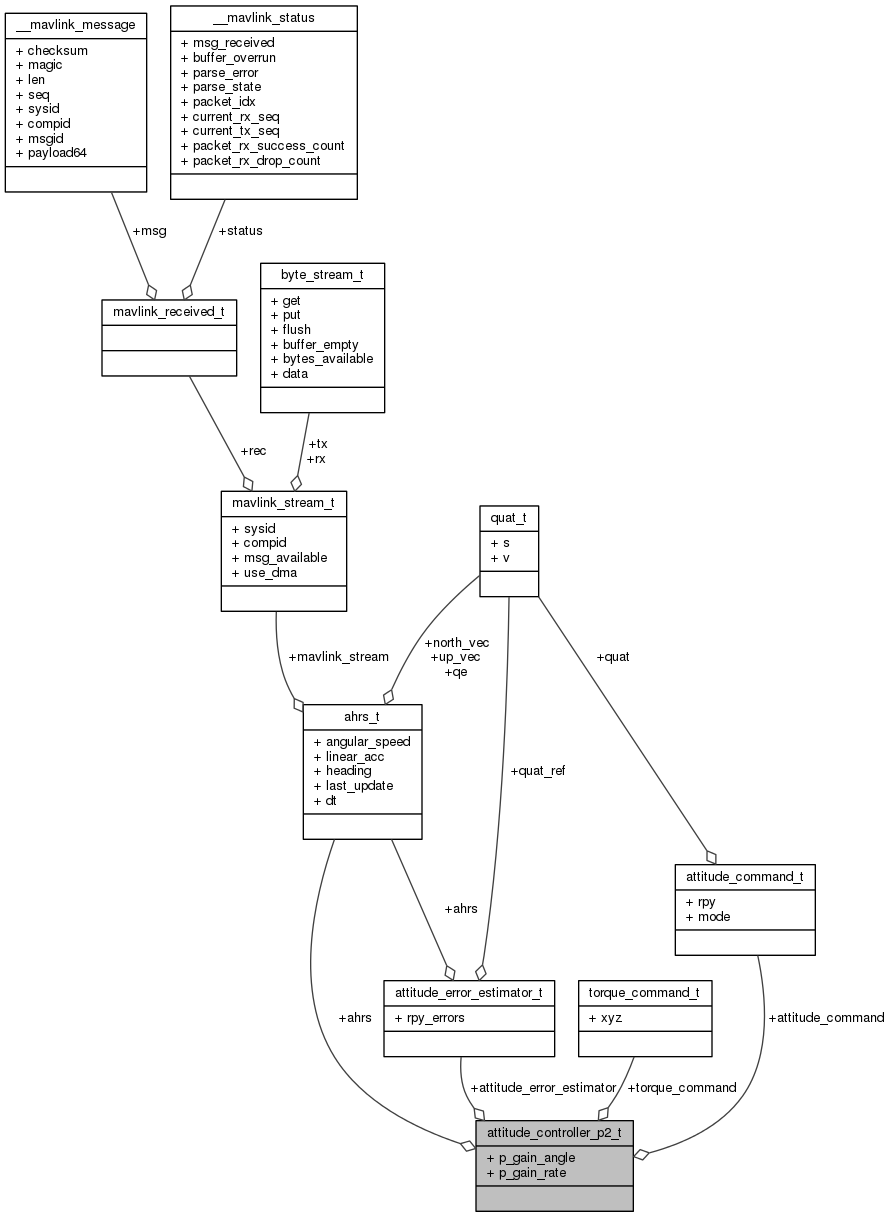 __mavlink_message
+ checksum
+ magic
+ len
+ seq
+ sysid
+ compid
+ msgid
+ payload64
__mavlink_status
+ msg_received
+ buffer_overrun
+ parse_error
+ parse_state
+ packet_idx
+ current_rx_seq
+ current_tx_seq
+ packet_rx_success_count
+ packet_rx_drop_count
+msg
+status
byte_stream_t
+ get
+ put
+ flush
+ buffer_empty
+ bytes_available
+ data
mavlink_received_t
+rec
+tx
+rx
mavlink_stream_t
+ sysid
+ compid
+ msg_available
+ use_dma
quat_t
+ s
+ v
+mavlink_stream
+north_vec
+up_vec
+qe
+quat
ahrs_t
+ angular_speed
+ linear_acc
+ heading
+ last_update
+ dt
+quat_ref
attitude_command_t
+ rpy
+ mode
+ahrs
attitude_error_estimator_t
+ rpy_errors
torque_command_t
+ xyz
+ahrs
+attitude_command
+attitude_error_estimator
+torque_command
attitude_controller_p2_t
+ p_gain_angle
+ p_gain_rate